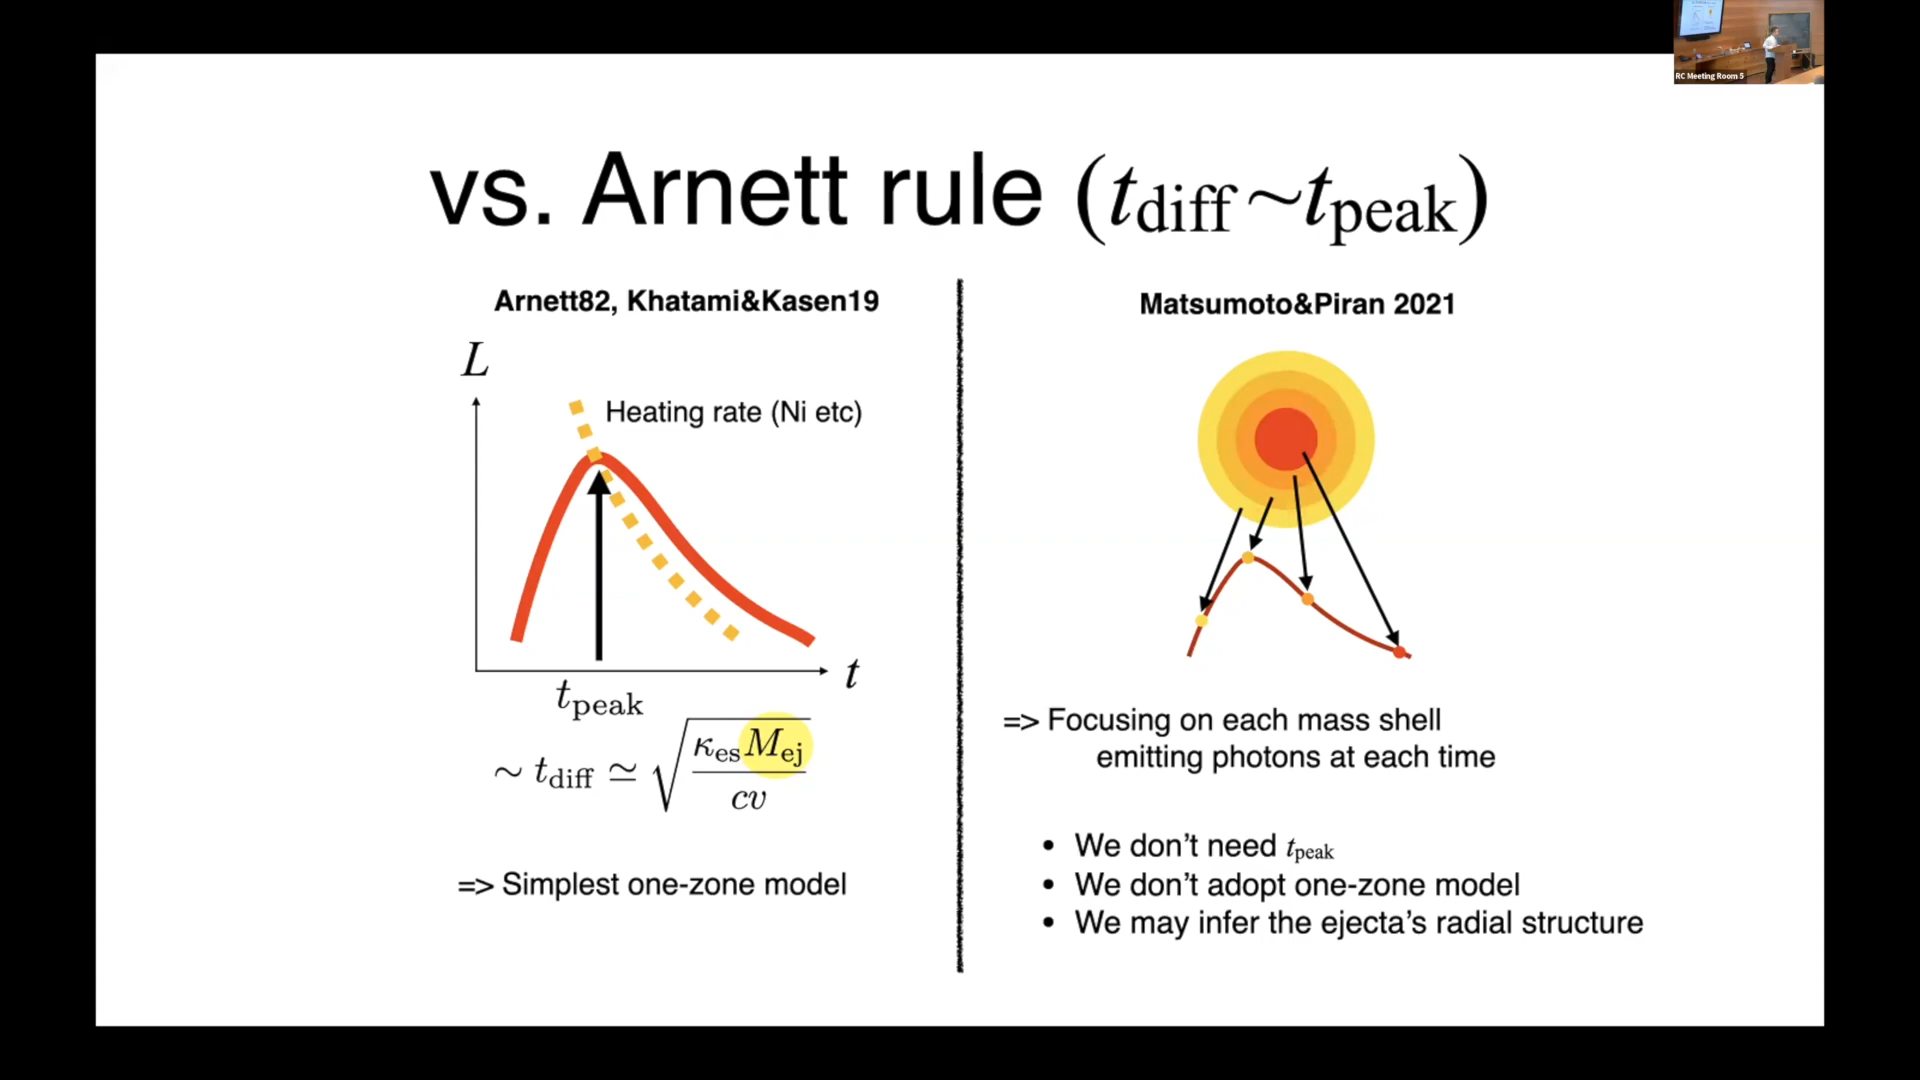 RC Meeting Room 5
vs. Arnett rule (t_diff ~ t_peak)
Arnett82, Khatami&Kasen19
L
Heating rate (Ni etc)
t
t_peak
~ t_diff ≃ √(κ_es M_ej / cv)
=> Simplest one-zone model
Matsumoto&Piran 2021
=> Focusing on each mass shell
emitting photons at each time
• We don't need t_peak
• We don't adopt one-zone model
• We may infer the ejecta's radial structure